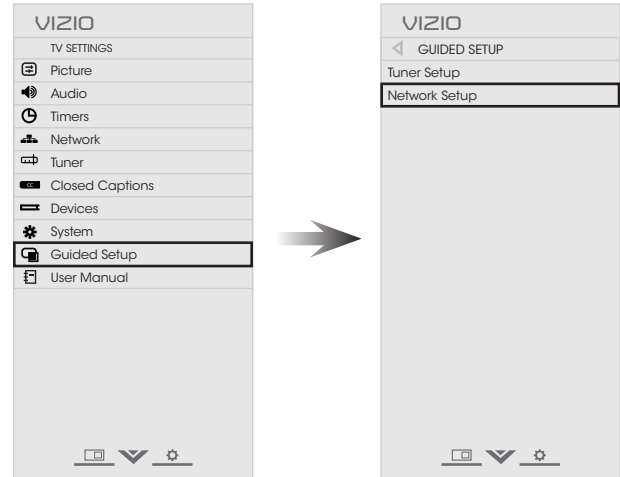 VIZIO
TV SETTINGS
Picture
Audio
Timers
Network
Tuner
CC
Closed Captions
Devices
System
Guided Setup
User Manual
VIZIO
GUIDED SETUP
Tuner Setup
Network Setup